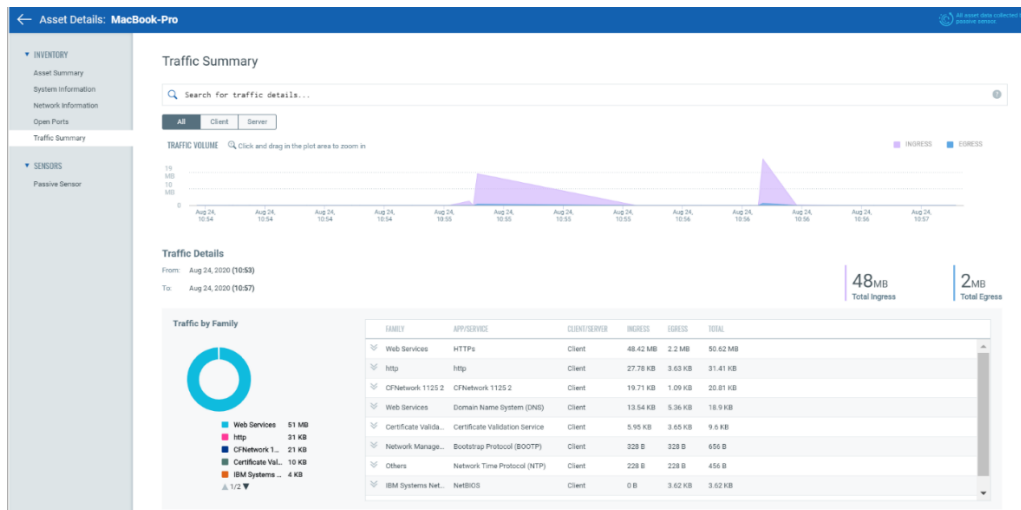 ← Asset Details: MacBook-Pro
All asset data collected
passive sensor
▼ INVENTORY
Asset Summary
System Information
Network Information
Open Ports
Traffic Summary
▼ SENSORS
Passive Sensor
Traffic Summary
Search for traffic details...
All Client Server
TRAFFIC VOLUME Click and drag in the plot area to zoom in
INGRESS EGRESS
19
MB
10
MB
0
Aug 24, Aug 24, Aug 24, Aug 24, Aug 24, Aug 24, Aug 24, Aug 24, Aug 24, Aug 24, Aug 24, Aug 24, Aug 24,
10:54 10:54 10:54 10:54 10:55 10:55 10:55 10:55 10:56 10:56 10:56 10:56 10:57
Traffic Details
From: Aug 24, 2020 (10:53)
To: Aug 24, 2020 (10:57)
48MB
Total Ingress
2MB
Total Egress
Traffic by Family
Web Services 51 MB
http 31 KB
CFNetwork 1... 21 KB
Certificate Val... 10 KB
IBM Systems ... 4 KB
▲ 1/2 ▼
FAMILY APP/SERVICE CLIENT/SERVER INGRESS EGRESS TOTAL
Web Services HTTPs Client 48.42 MB 2.2 MB 50.62 MB
http http Client 27.78 KB 3.63 KB 31.41 KB
CFNetwork 1125 2 CFNetwork 1125 2 Client 19.71 KB 1.09 KB 20.81 KB
Web Services Domain Name System (DNS) Client 13.54 KB 5.36 KB 18.9 KB
Certificate Valida... Certificate Validation Service Client 5.95 KB 3.65 KB 9.6 KB
Network Manage... Bootstrap Protocol (BOOTP) Client 328 B 328 B 656 B
Others Network Time Protocol (NTP) Client 228 B 228 B 456 B
IBM Systems Net... NetBIOS Client 0 B 3.62 KB 3.62 KB